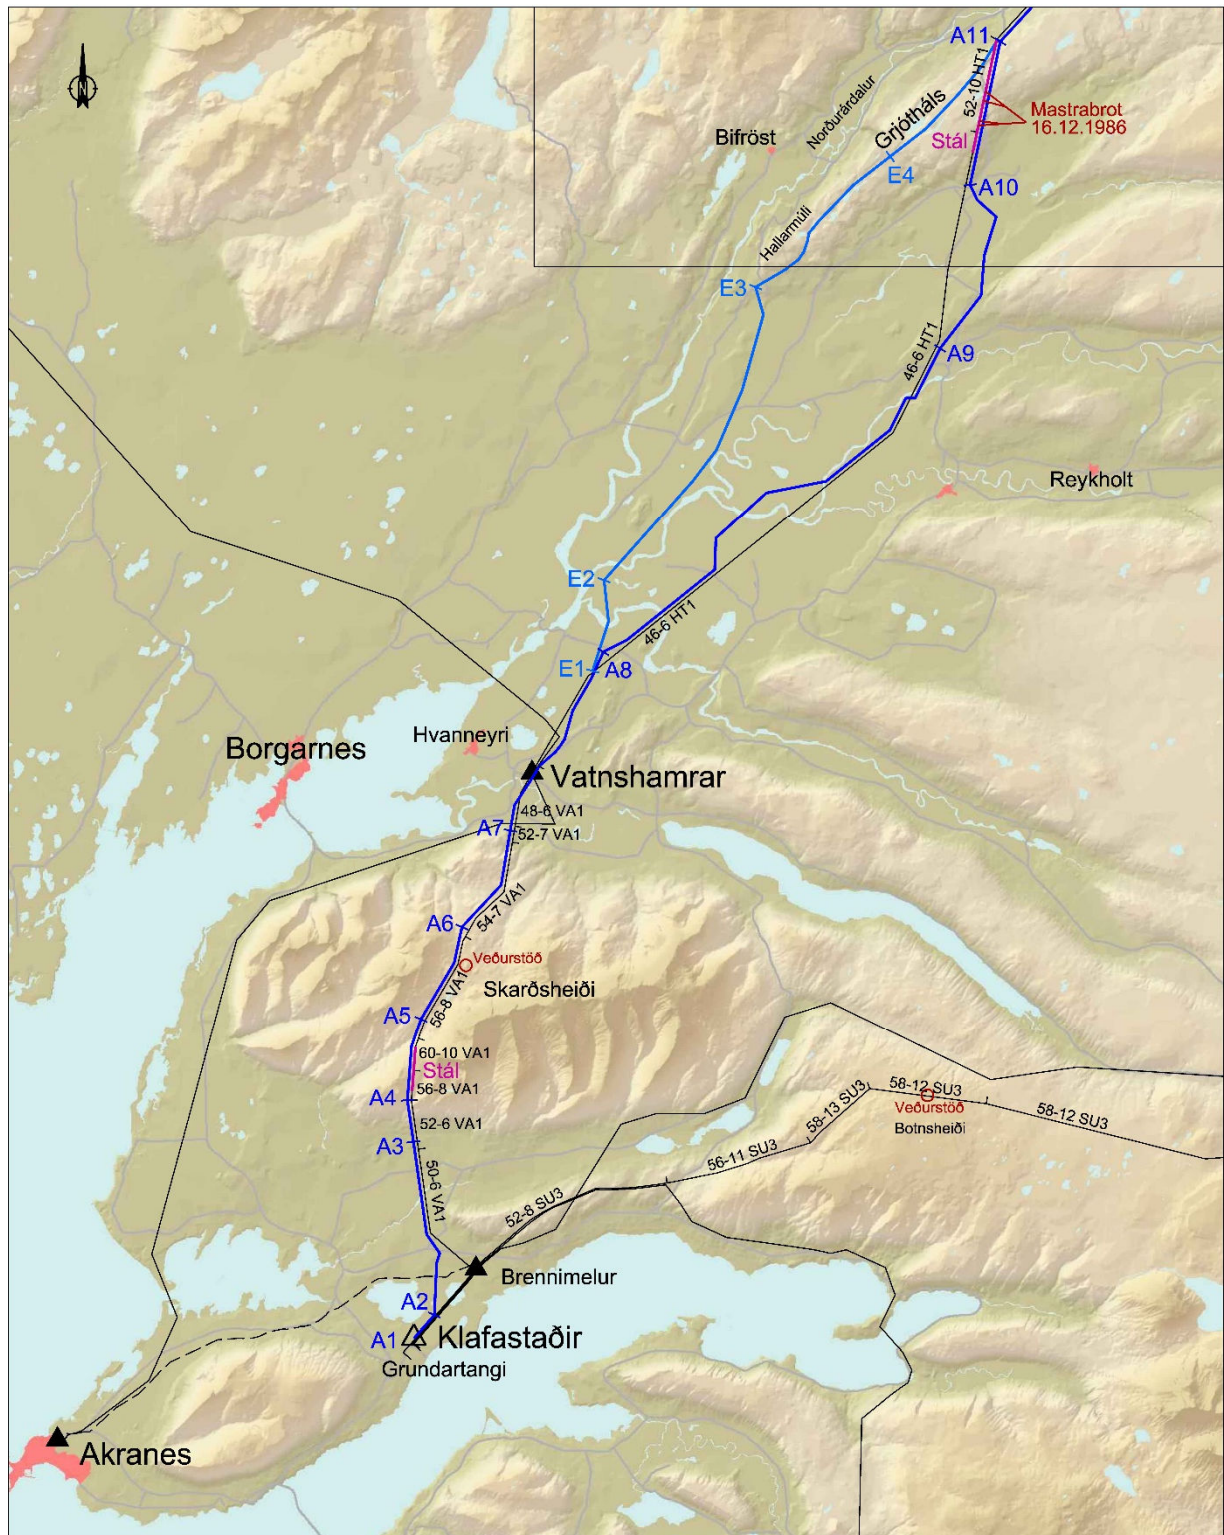 N
A11
52-10 HT1
Mastrabrot
16.12.1986
Norðurárdalur
Grjótháls
Bifröst
Stál
E4
A10
Hallarmúli
E3
46-6 HT1
A9
Reykholt
E2
46-6 HT1
E1
A8
Hvanneyri
Borgarnes
Vatnshamrar
48-6 VA1
A7
52-7 VA1
54-7 VA1
A6
Veðurstöð
Skarðsheiði
56-8 VA1
A5
60-10 VA1
Stál
56-8 VA1
A4
58-12 SU3
Veðurstöð
58-13 SU3
58-12 SU3
Botnsheiði
52-6 VA1
A3
56-11 SU3
50-6 VA1
52-8 SU3
Brennimelur
A2
A1
Klafastaðir
Grundartangi
Akranes